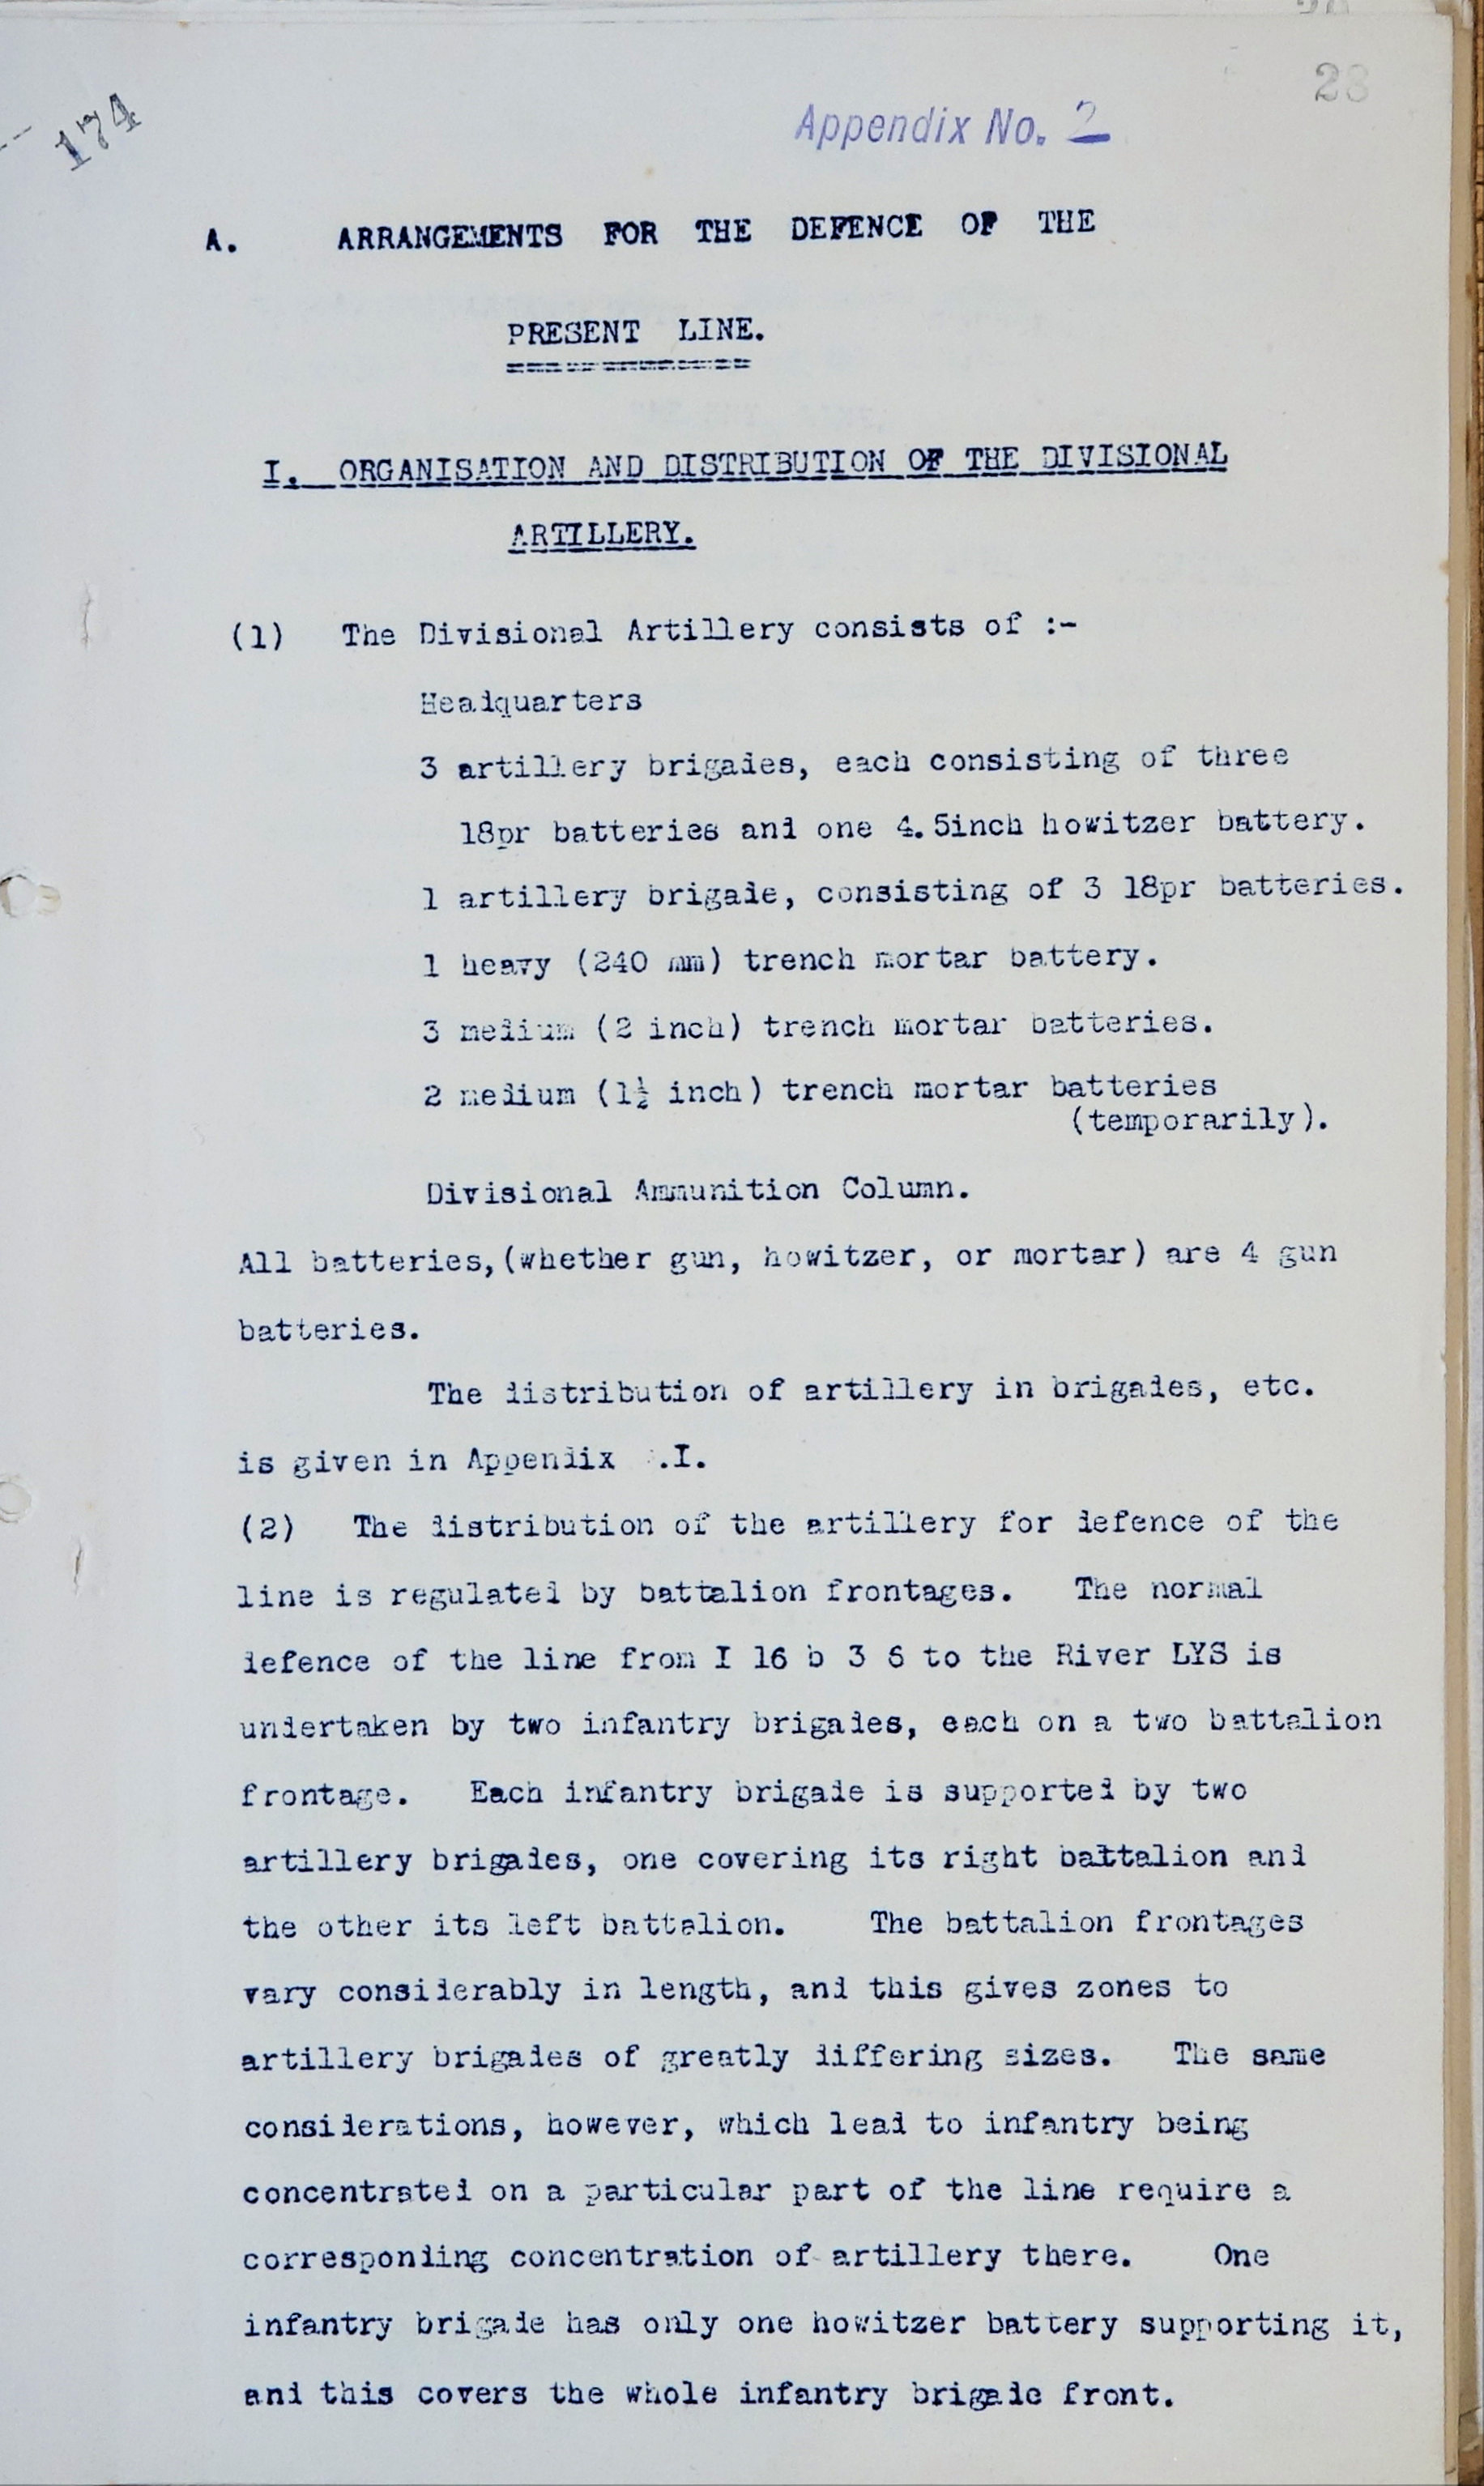 28
174
Appendix No. 2
A. ARRANGEMENTS FOR THE DEFENCE OF THE
PRESENT LINE.
I. ORGANISATION AND DISTRIBUTION OF THE DIVISIONAL
ARTILLERY.
(1) The Divisional Artillery consists of :-
Headquarters
3 artillery brigades, each consisting of three
18pr batteries and one 4.5inch howitzer battery.
1 artillery brigade, consisting of 3 18pr batteries.
1 heavy (240 mm) trench mortar battery.
3 medium (2 inch) trench mortar batteries.
2 medium (1½ inch) trench mortar batteries
(temporarily).
Divisional Ammunition Column.
All batteries,(whether gun, howitzer, or mortar) are 4 gun
batteries.
The distribution of artillery in brigades, etc.
is given in Appendix .I.
(2) The distribution of the artillery for defence of the
line is regulated by battalion frontages. The normal
defence of the line from I 16 b 3 6 to the River LYS is
undertaken by two infantry brigades, each on a two battalion
frontage. Each infantry brigade is supported by two
artillery brigades, one covering its right battalion and
the other its left battalion. The battalion frontages
vary considerably in length, and this gives zones to
artillery brigades of greatly differing sizes. The same
considerations, however, which lead to infantry being
concentrated on a particular part of the line require a
corresponding concentration of artillery there. One
infantry brigade has only one howitzer battery supporting it,
and this covers the whole infantry brigade front.